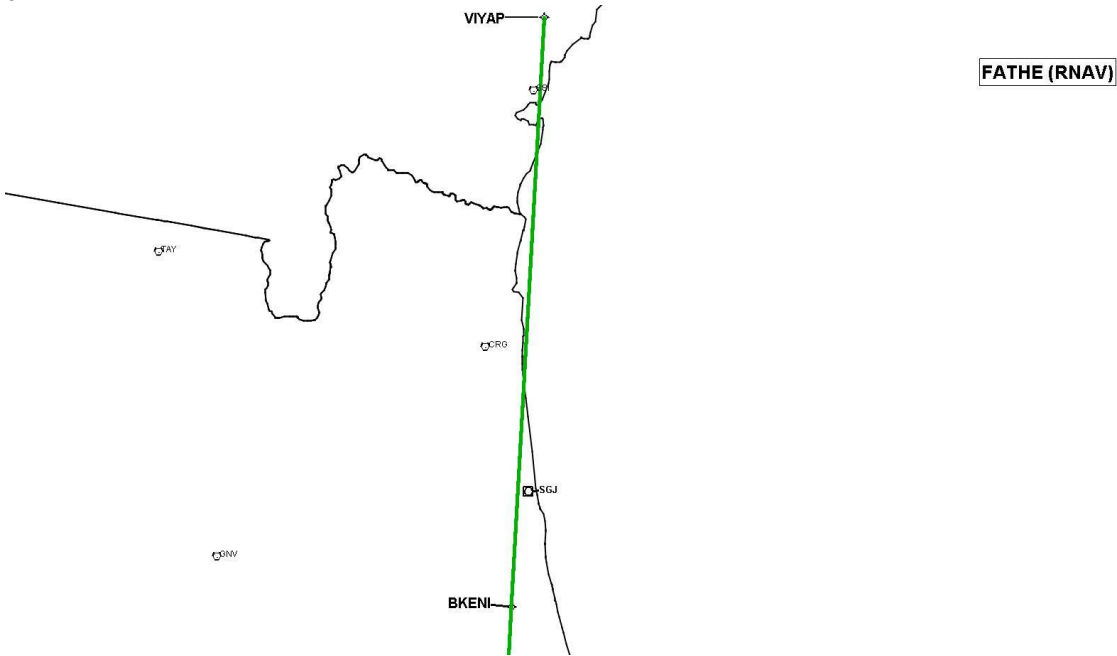 VIYAP
FATHE (RNAV)
TAY
CRG
SGJ
GNV
BKENI